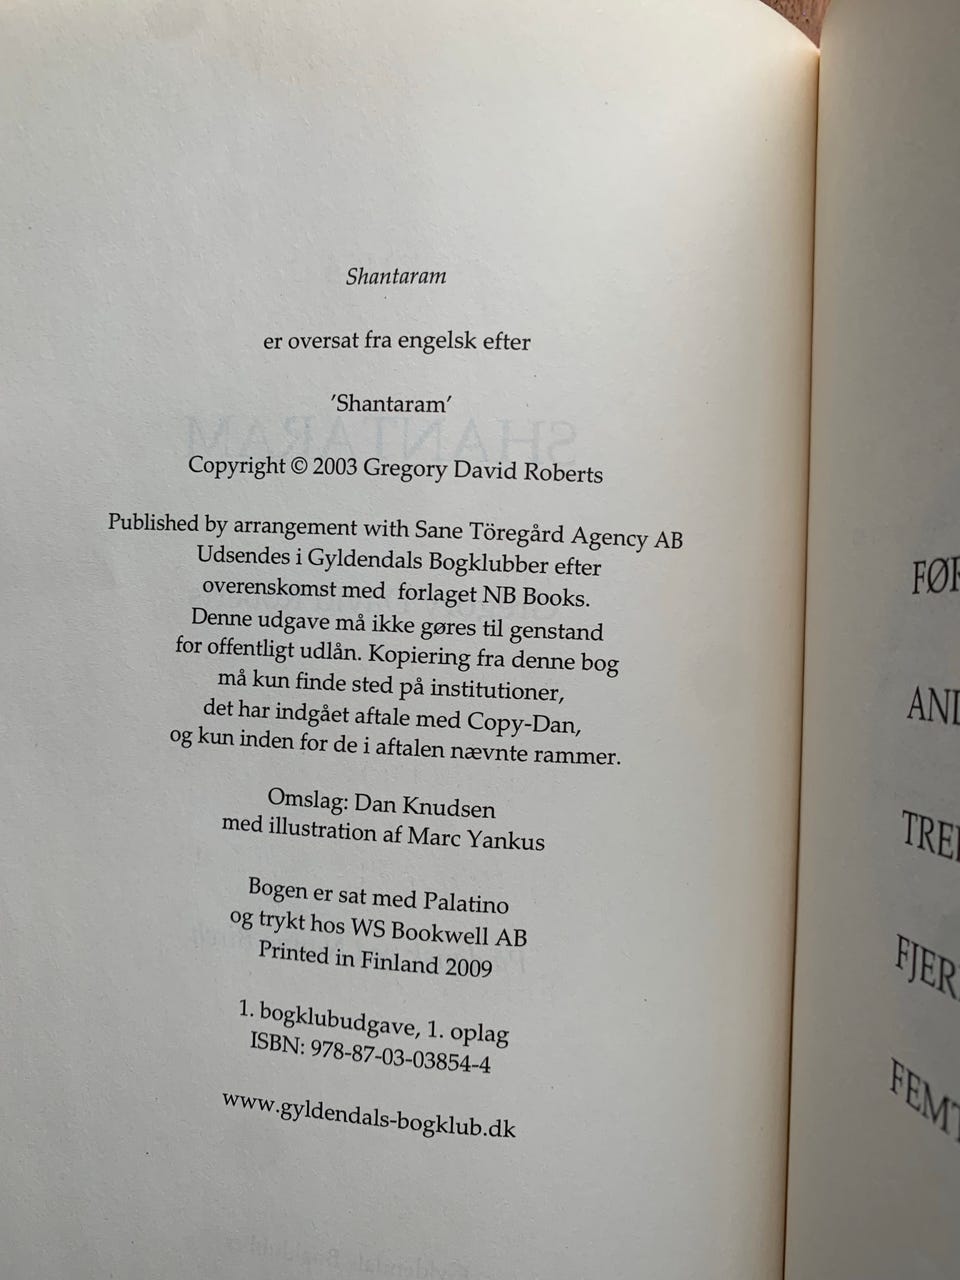 Shantaram
er oversat fra engelsk efter
'Shantaram'
Copyright © 2003 Gregory David Roberts
Published by arrangement with Sane Töregård Agency AB
Udsendes i Gyldendals Bogklubber efter
overenskomst med forlaget NB Books.
Denne udgave må ikke gøres til genstand
for offentligt udlån. Kopiering fra denne bog
må kun finde sted på institutioner,
det har indgået aftale med Copy-Dan,
og kun inden for de i aftalen nævnte rammer.
Omslag: Dan Knudsen
med illustration af Marc Yankus
Bogen er sat med Palatino
og trykt hos WS Bookwell AB
Printed in Finland 2009
1. bogklubudgave, 1. oplag
ISBN: 978-87-03-03854-4
www.gyldendals-bogklub.dk
SHANTARAM